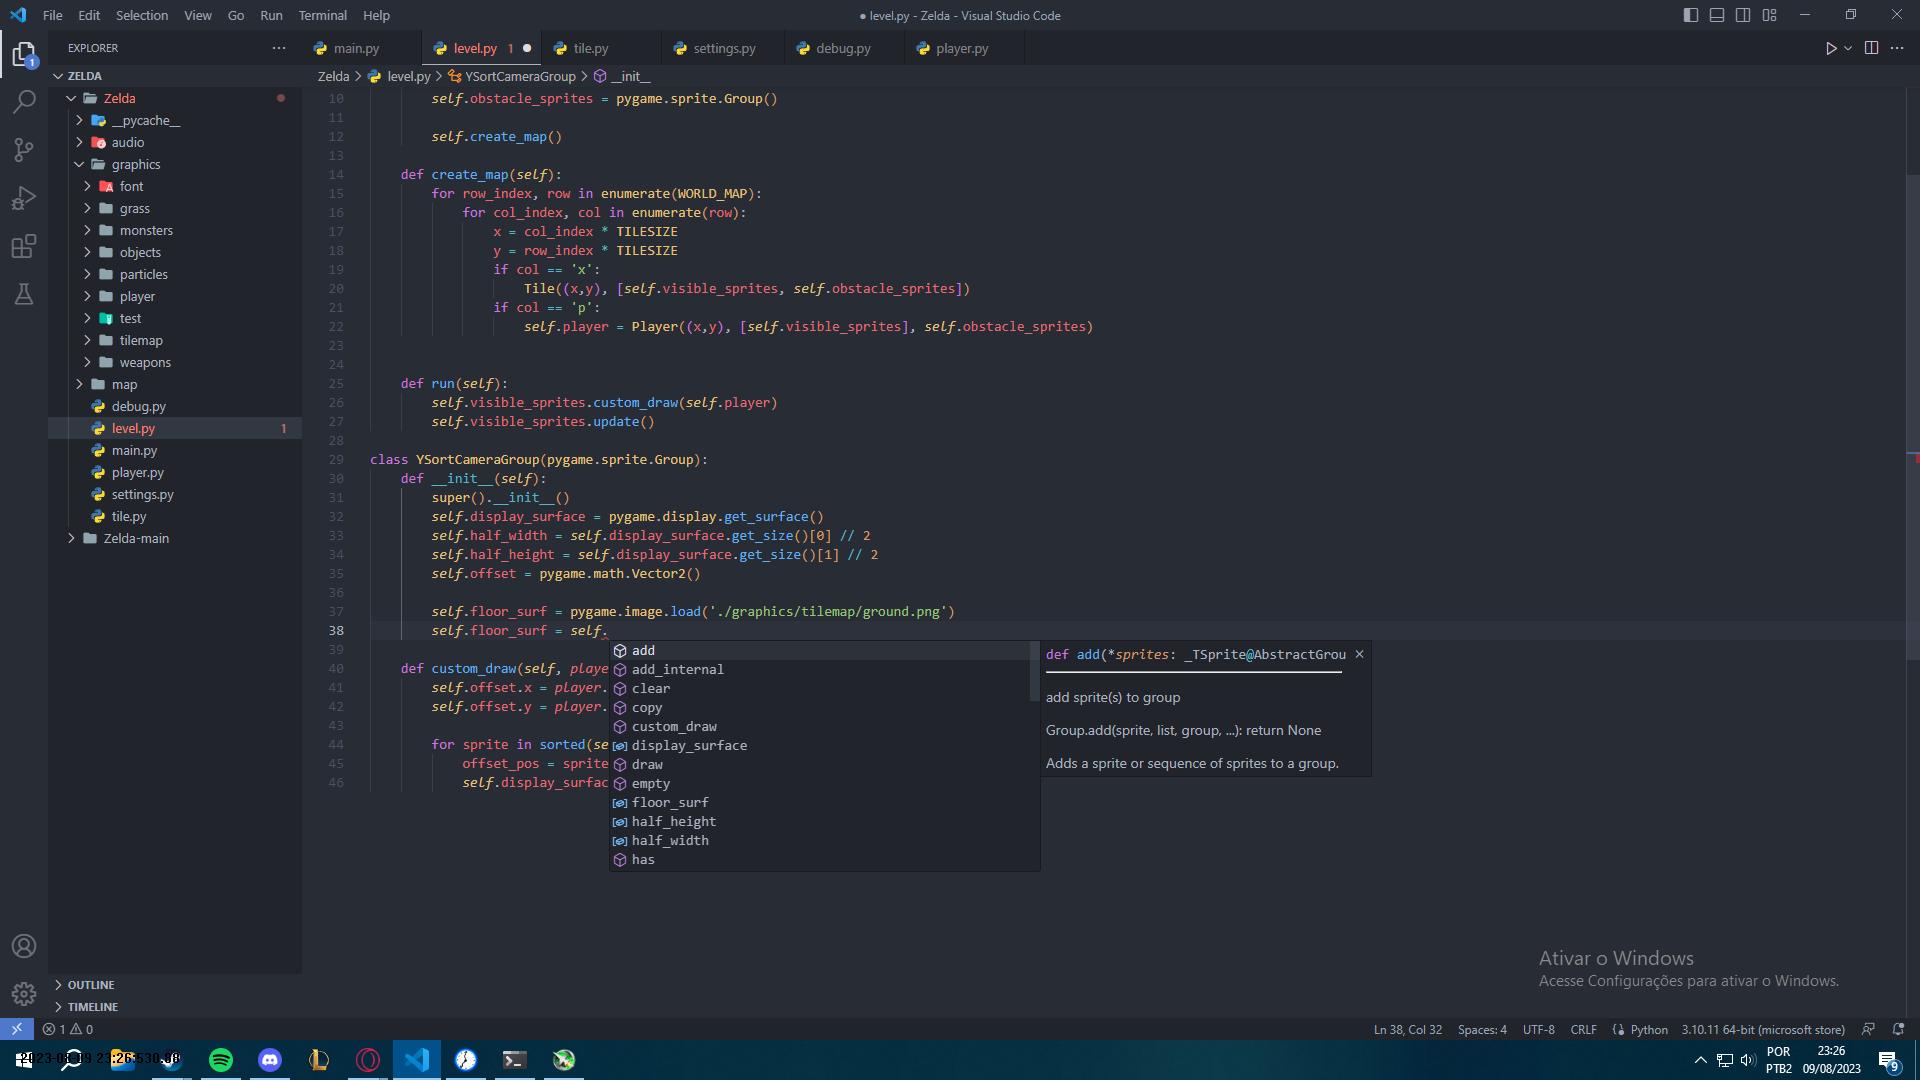 File Edit Selection View Go Run Terminal Help
● level.py - Zelda - Visual Studio Code
EXPLORER
main.py
level.py 1
tile.py
settings.py
debug.py
player.py
ZELDA
Zelda > level.py > YSortCameraGroup > __init__
Zelda
__pycache__
audio
graphics
font
grass
monsters
objects
particles
player
test
tilemap
weapons
map
debug.py
level.py 1
main.py
player.py
settings.py
tile.py
Zelda-main
OUTLINE
TIMELINE
10 self.obstacle_sprites = pygame.sprite.Group()
11
12 self.create_map()
13
14 def create_map(self):
15 for row_index, row in enumerate(WORLD_MAP):
16 for col_index, col in enumerate(row):
17 x = col_index * TILESIZE
18 y = row_index * TILESIZE
19 if col == 'x':
20 Tile((x,y), [self.visible_sprites, self.obstacle_sprites])
21 if col == 'p':
22 self.player = Player((x,y), [self.visible_sprites], self.obstacle_sprites)
23
24
25 def run(self):
26 self.visible_sprites.custom_draw(self.player)
27 self.visible_sprites.update()
28
29 class YSortCameraGroup(pygame.sprite.Group):
30 def __init__(self):
31 super().__init__()
32 self.display_surface = pygame.display.get_surface()
33 self.half_width = self.display_surface.get_size()[0] // 2
34 self.half_height = self.display_surface.get_size()[1] // 2
35 self.offset = pygame.math.Vector2()
36
37 self.floor_surf = pygame.image.load('./graphics/tilemap/ground.png')
38 self.floor_surf = self.
39
40 def custom_draw(self, playe
41 self.offset.x = player.
42 self.offset.y = player.
43
44 for sprite in sorted(se
45 offset_pos = sprite
46 self.display_surfac
add
add_internal
clear
copy
custom_draw
display_surface
draw
empty
floor_surf
half_height
half_width
has
def add(*sprites: _TSprite@AbstractGrou
add sprite(s) to group
Group.add(sprite, list, group, ...): return None
Adds a sprite or sequence of sprites to a group.
Ativar o Windows
Acesse Configurações para ativar o Windows.
1 0
Ln 38, Col 32 Spaces: 4 UTF-8 CRLF Python 3.10.11 64-bit (microsoft store)
POR
PTB2
23:26
09/08/2023
9